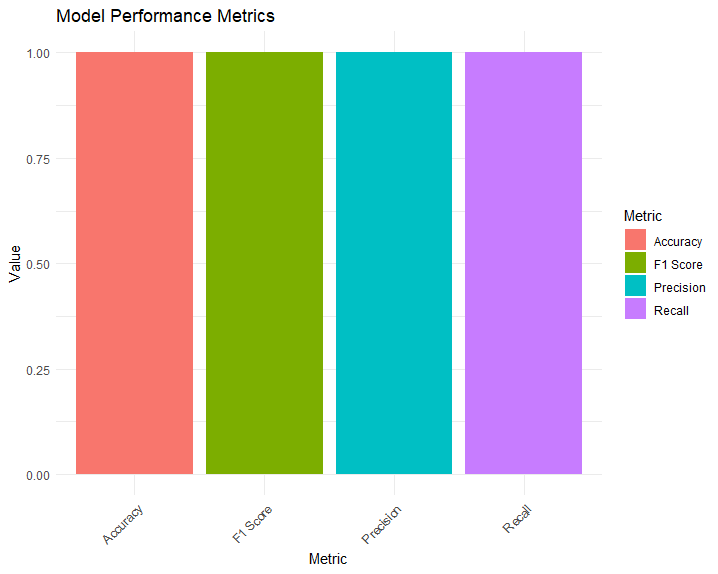 Model Performance Metrics
Value
1.00
0.75
0.50
0.25
0.00
Accuracy
F1 Score
Precision
Recall
Metric
Metric
Accuracy
F1 Score
Precision
Recall